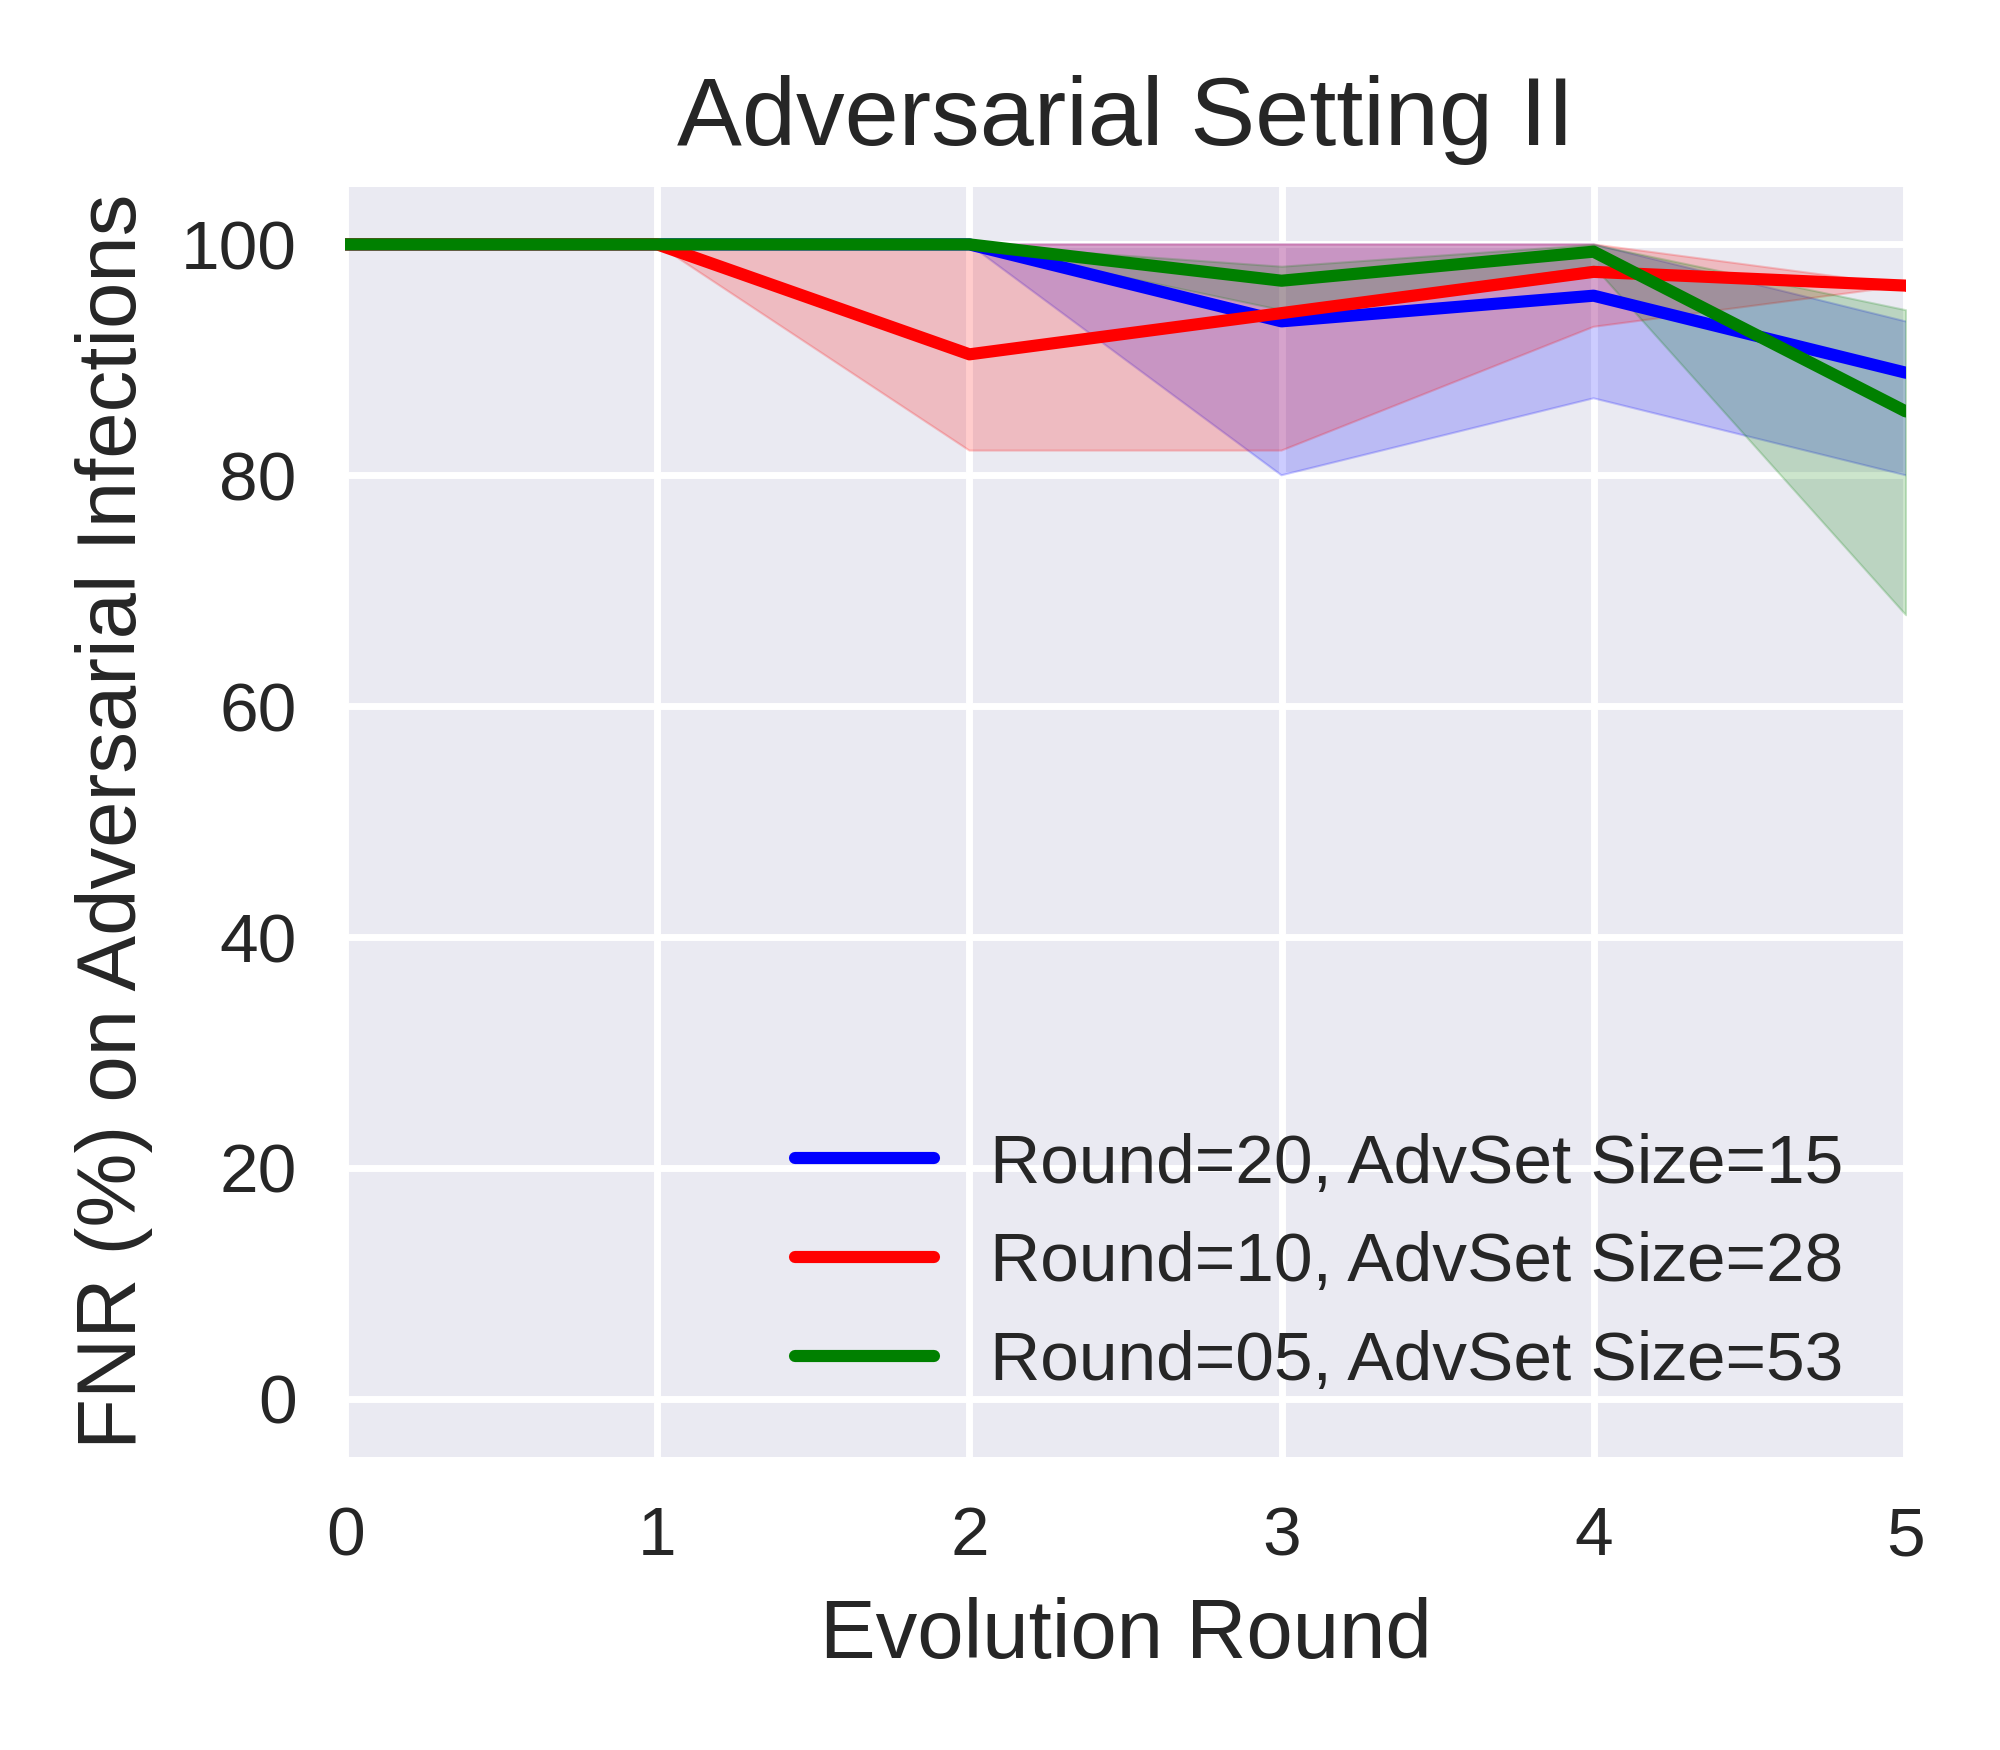 Adversarial Setting II
FNR (%) on Adversarial Infections
100
80
60
40
20
0
Round=20, AdvSet Size=15
Round=10, AdvSet Size=28
Round=05, AdvSet Size=53
0 1 2 3 4 5
Evolution Round